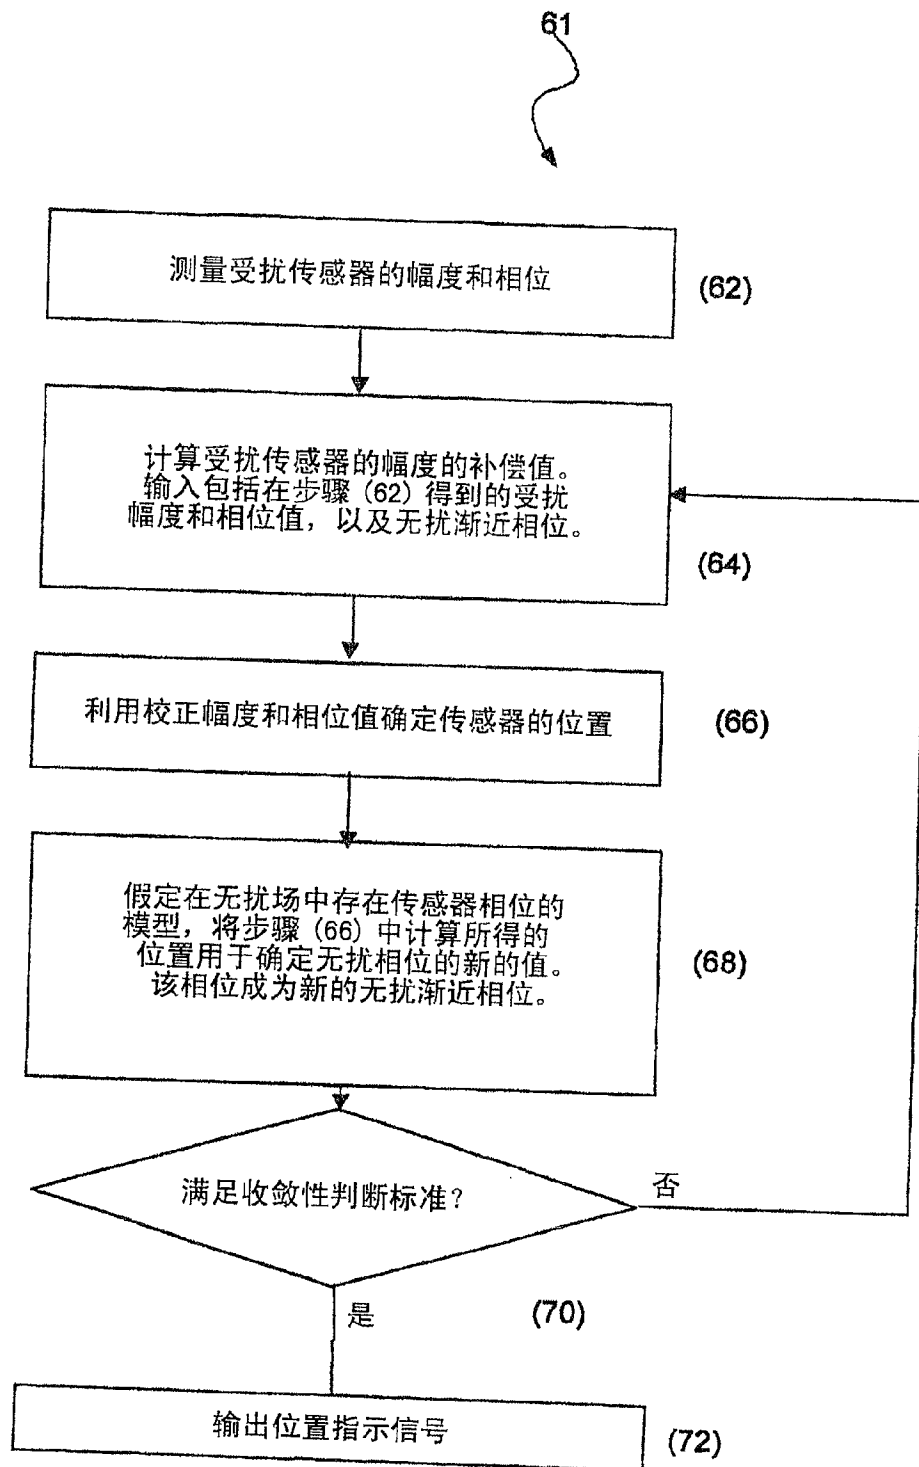 61
测量受扰传感器的幅度和相位
(62)
计算受扰传感器的幅度的补偿值。
输入包括在步骤 (62) 得到的受扰
幅度和相位值，以及无扰渐近相位。
(64)
利用校正幅度和相位值确定传感器的位置
(66)
假定在无扰场中存在传感器相位的
模型，将步骤 (66) 中计算所得的
位置用于确定无扰相位的新的值。
该相位成为新的无扰渐近相位。
(68)
满足收敛性判断标准？
否
是
(70)
输出位置指示信号
(72)